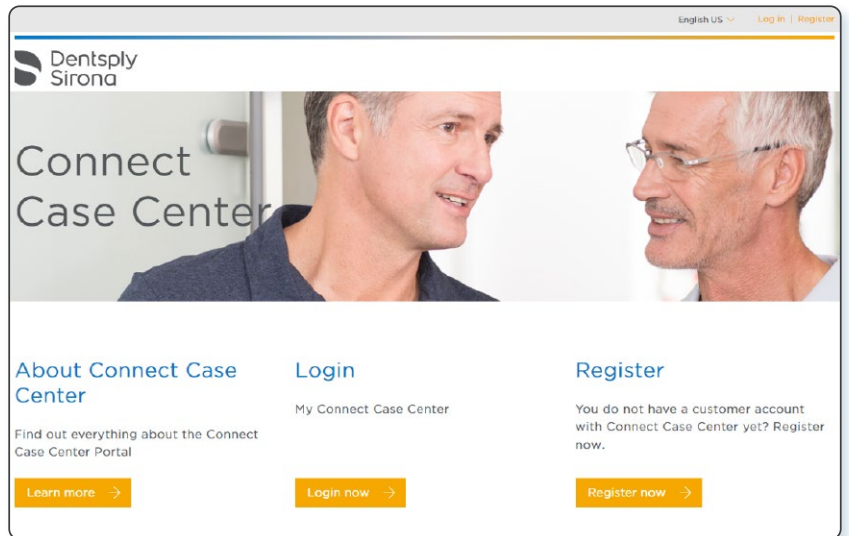 English US
Log in | Register
Dentsply
Sirona
Connect
Case Center
About Connect Case
Center
Find out everything about the Connect
Case Center Portal
Learn more
Login
My Connect Case Center
Login now
Register
You do not have a customer account
with Connect Case Center yet? Register
now.
Register now